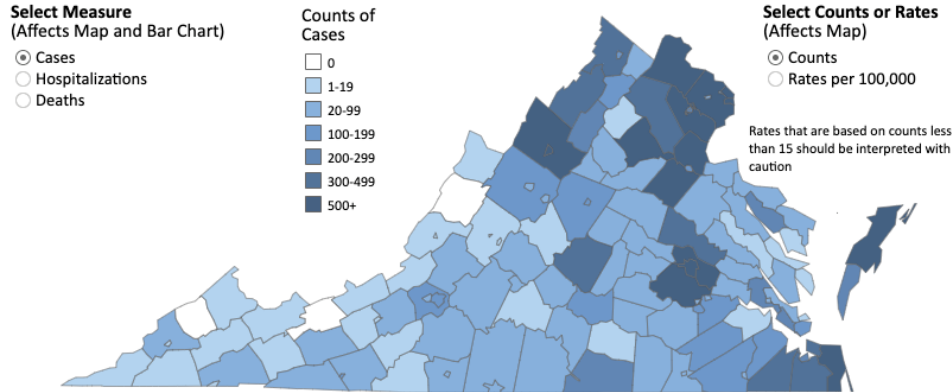 Select Measure
(Affects Map and Bar Chart)
Cases
Hospitalizations
Deaths
Counts of
Cases
0
1-19
20-99
100-199
200-299
300-499
500+
Select Counts or Rates
(Affects Map)
Counts
Rates per 100,000
Rates that are based on counts less
than 15 should be interpreted with
caution